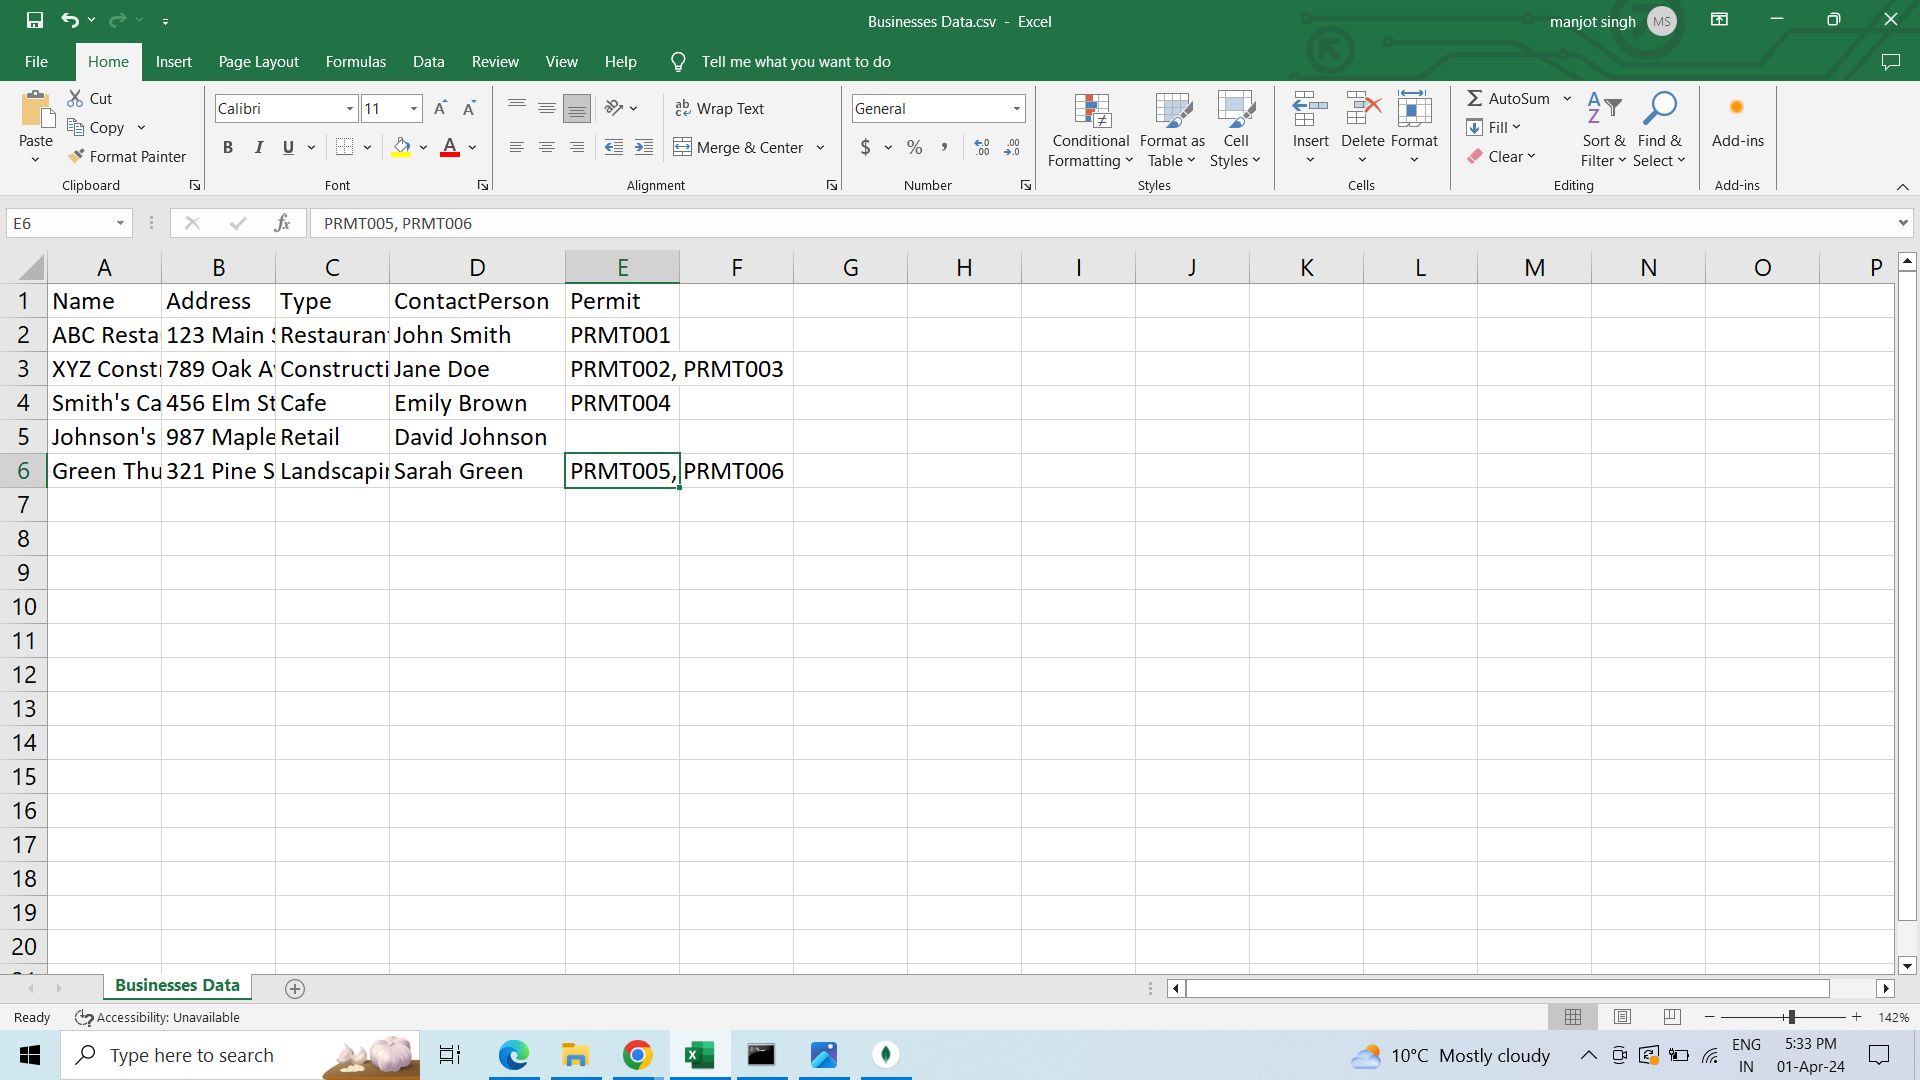 Businesses Data.csv - Excel
manjot singh MS
File Home Insert Page Layout Formulas Data Review View Help Tell me what you want to do
Paste
Cut
Copy
Format Painter
Clipboard
Calibri 11
B I U
Font
Wrap Text
Merge & Center
Alignment
General
$ % ,
Number
Conditional Formatting
Format as Table
Cell Styles
Styles
Insert Delete Format
Cells
AutoSum
Fill
Clear
Sort & Filter
Find & Select
Editing
Add-ins
Add-ins
E6 fx PRMT005, PRMT006
A B C D E F G H I J K L M N O P
1 Name Address Type ContactPerson Permit
2 ABC Resta 123 Main Restaurant John Smith PRMT001
3 XYZ Const 789 Oak A Constructi Jane Doe PRMT002, PRMT003
4 Smith's Ca 456 Elm St Cafe Emily Brown PRMT004
5 Johnson's 987 Maple Retail David Johnson
6 Green Thu 321 Pine S Landscapi Sarah Green PRMT005, PRMT006
7
8
9
10
11
12
13
14
15
16
17
18
19
20
Businesses Data
Ready Accessibility: Unavailable 142%
Type here to search
10°C Mostly cloudy
ENG
IN
5:33 PM
01-Apr-24